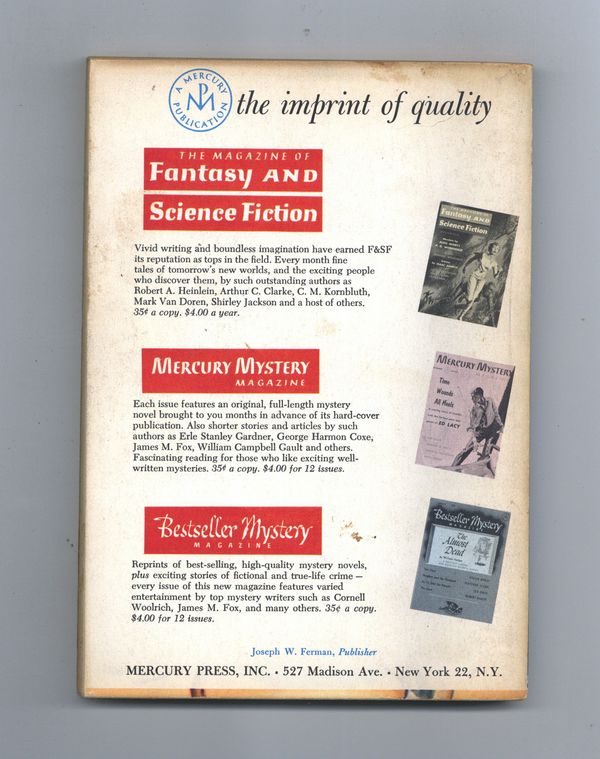 A MERCURY PUBLICATION
the imprint of quality
THE MAGAZINE OF
Fantasy AND
Science Fiction
Vivid writing and boundless imagination have earned F&SF
its reputation as tops in the field. Every month fine
tales of tomorrow's new worlds, and the exciting people
who discover them, by such outstanding authors as
Robert A. Heinlein, Arthur C. Clarke, C. M. Kornbluth,
Mark Van Doren, Shirley Jackson and a host of others.
35¢ a copy. $4.00 a year.
THE MAGAZINE OF
Fantasy AND
Science Fiction
MERCURY MYSTERY
MAGAZINE
Each issue features an original, full-length mystery
novel brought to you months in advance of its hard-cover
publication. Also shorter stories and articles by such
authors as Erle Stanley Gardner, George Harmon Coxe,
James M. Fox, William Campbell Gault and others.
Fascinating reading for those who like exciting well-
written mysteries. 35¢ a copy. $4.00 for 12 issues.
MERCURY MYSTERY
Time
Wounds
All Heels
ED LACY
Bestseller Mystery
MAGAZINE
Reprints of best-selling, high-quality mystery novels,
plus exciting stories of fictional and true-life crime —
every issue of this new magazine features varied
entertainment by top mystery writers such as Cornell
Woolrich, James M. Fox, and many others. 35¢ a copy.
$4.00 for 12 issues.
Bestseller Mystery
MAGAZINE
The
Almost
Dead
Joseph W. Ferman, Publisher
MERCURY PRESS, INC. • 527 Madison Ave. • New York 22, N.Y.